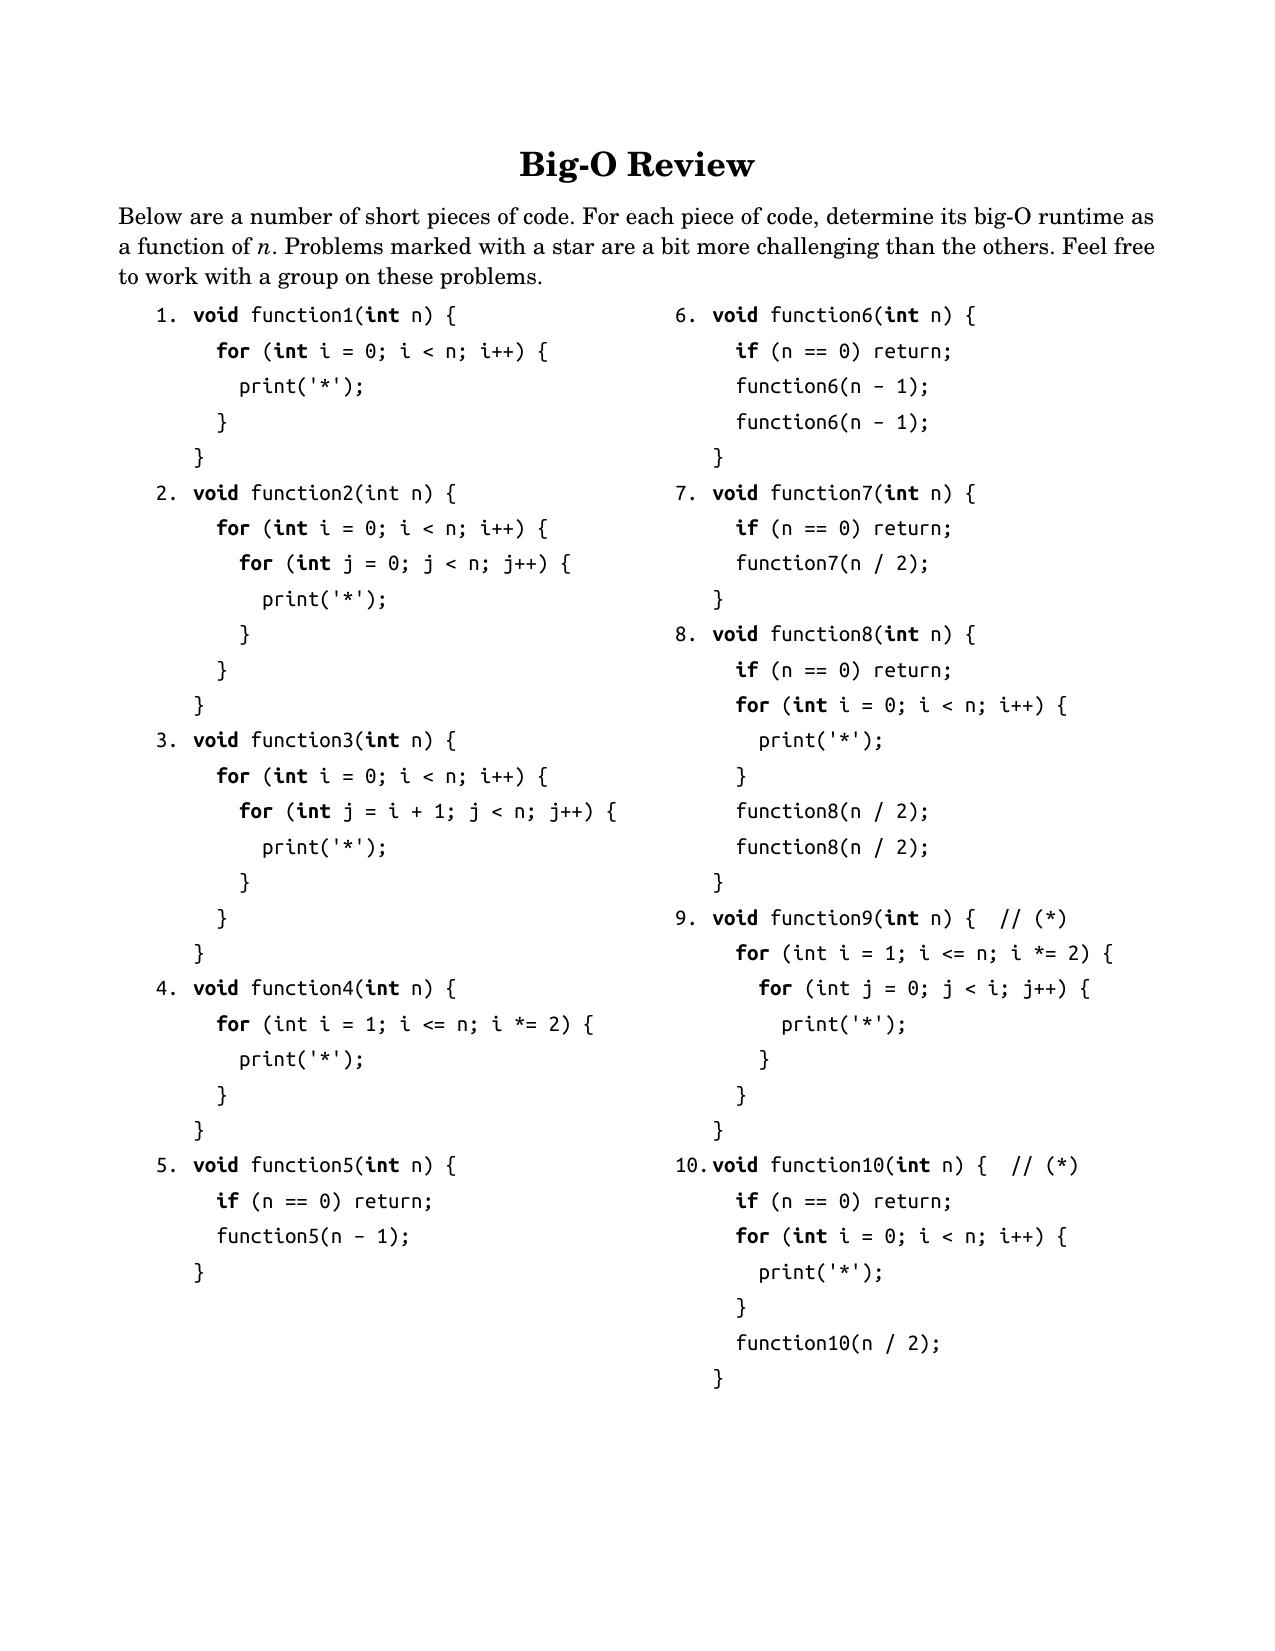 Big-O Review
Below are a number of short pieces of code. For each piece of code, determine its big-O runtime as
a function of n. Problems marked with a star are a bit more challenging than the others. Feel free
to work with a group on these problems.
1. void function1(int n) {
for (int i = 0; i < n; i++) {
print('*');
}
}
2. void function2(int n) {
for (int i = 0; i < n; i++) {
for (int j = 0; j < n; j++) {
print('*');
}
}
}
3. void function3(int n) {
for (int i = 0; i < n; i++) {
for (int j = i + 1; j < n; j++) {
print('*');
}
}
}
4. void function4(int n) {
for (int i = 1; i <= n; i *= 2) {
print('*');
}
}
5. void function5(int n) {
if (n == 0) return;
function5(n – 1);
}
6. void function6(int n) {
if (n == 0) return;
function6(n – 1);
function6(n – 1);
}
7. void function7(int n) {
if (n == 0) return;
function7(n / 2);
}
8. void function8(int n) {
if (n == 0) return;
for (int i = 0; i < n; i++) {
print('*');
}
function8(n / 2);
function8(n / 2);
}
9. void function9(int n) { // (*)
for (int i = 1; i <= n; i *= 2) {
for (int j = 0; j < i; j++) {
print('*');
}
}
}
10. void function10(int n) { // (*)
if (n == 0) return;
for (int i = 0; i < n; i++) {
print('*');
}
function10(n / 2);
}